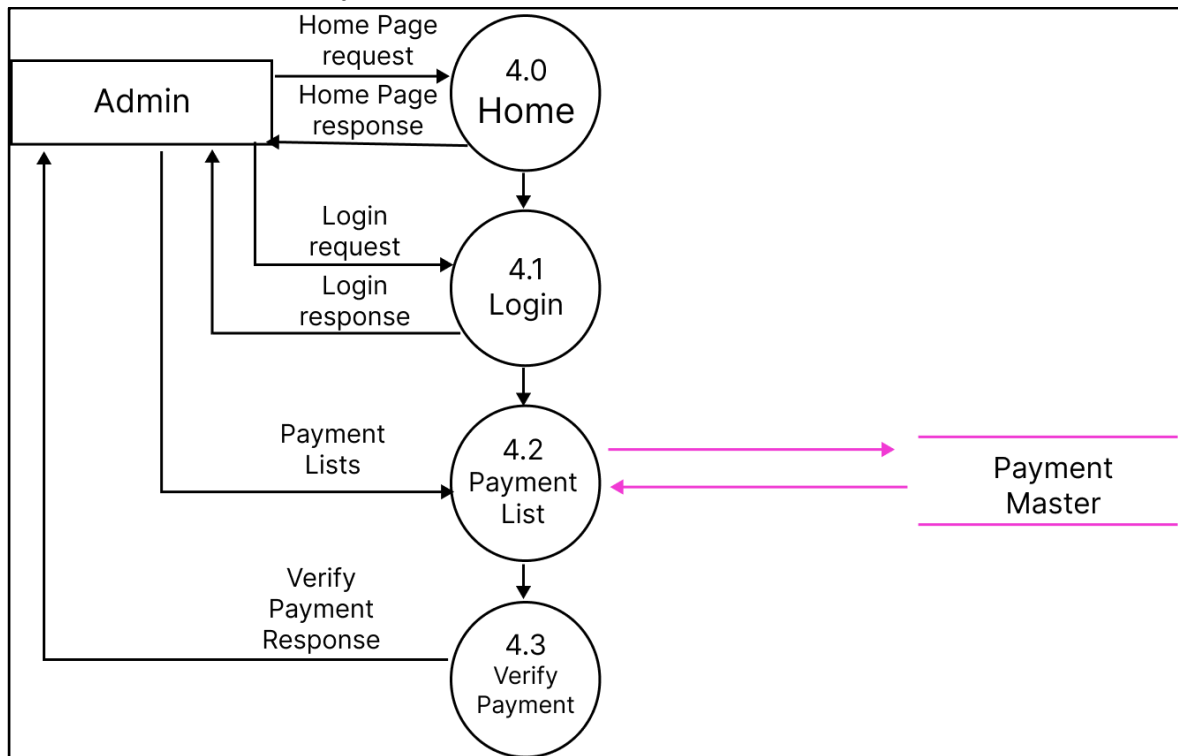 Home Page
request
4.0
Home
Admin
Home Page
response
Login
request
4.1
Login
Login
response
Payment
Lists
4.2
Payment
List
Payment
Master
Verify
Payment
Response
4.3
Verify
Payment